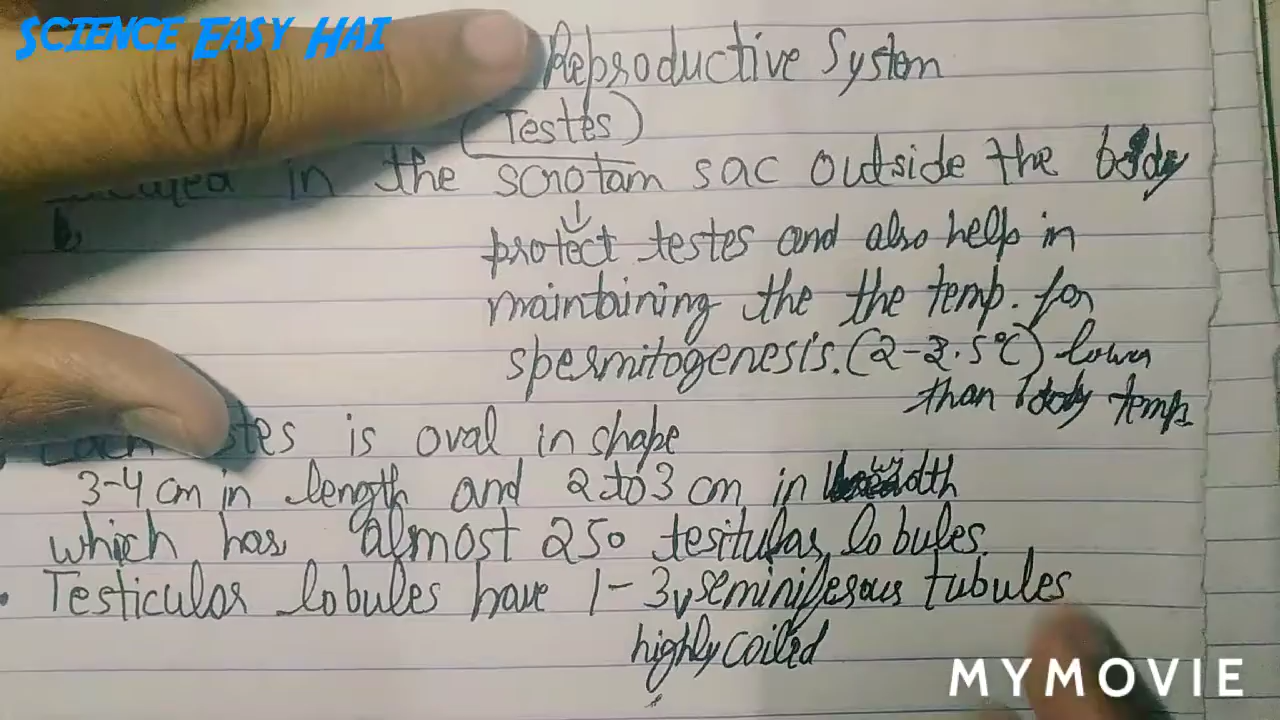 SCIENCE EASY HAI
Reproductive System
(Testes)
in the scrotam sac outside the body
protect testes and also help in
maintaining the the temp. for
spermitogenesis. (2-2.5°C) lower
than body temp
is oval in shape
3-4 cm in length and 2 to 3 cm in width
which has almost 250 tesitular lobules.
• Testicular lobules have 1-3 seminiferous tubules
highly coiled
MYMOVIE